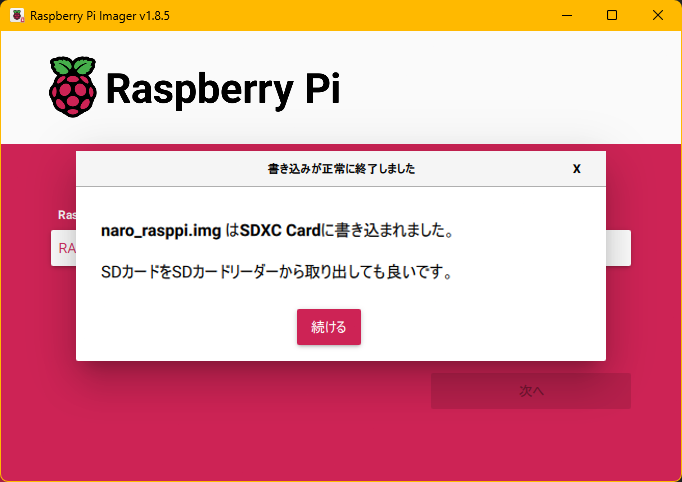 Raspberry Pi Imager v1.8.5
Raspberry Pi
書き込みが正常に終了しました X
Ras
RA
naro_rasppi.img はSDXC Cardに書き込まれました。
SDカードをSDカードリーダーから取り出しても良いです。
続ける
次へ